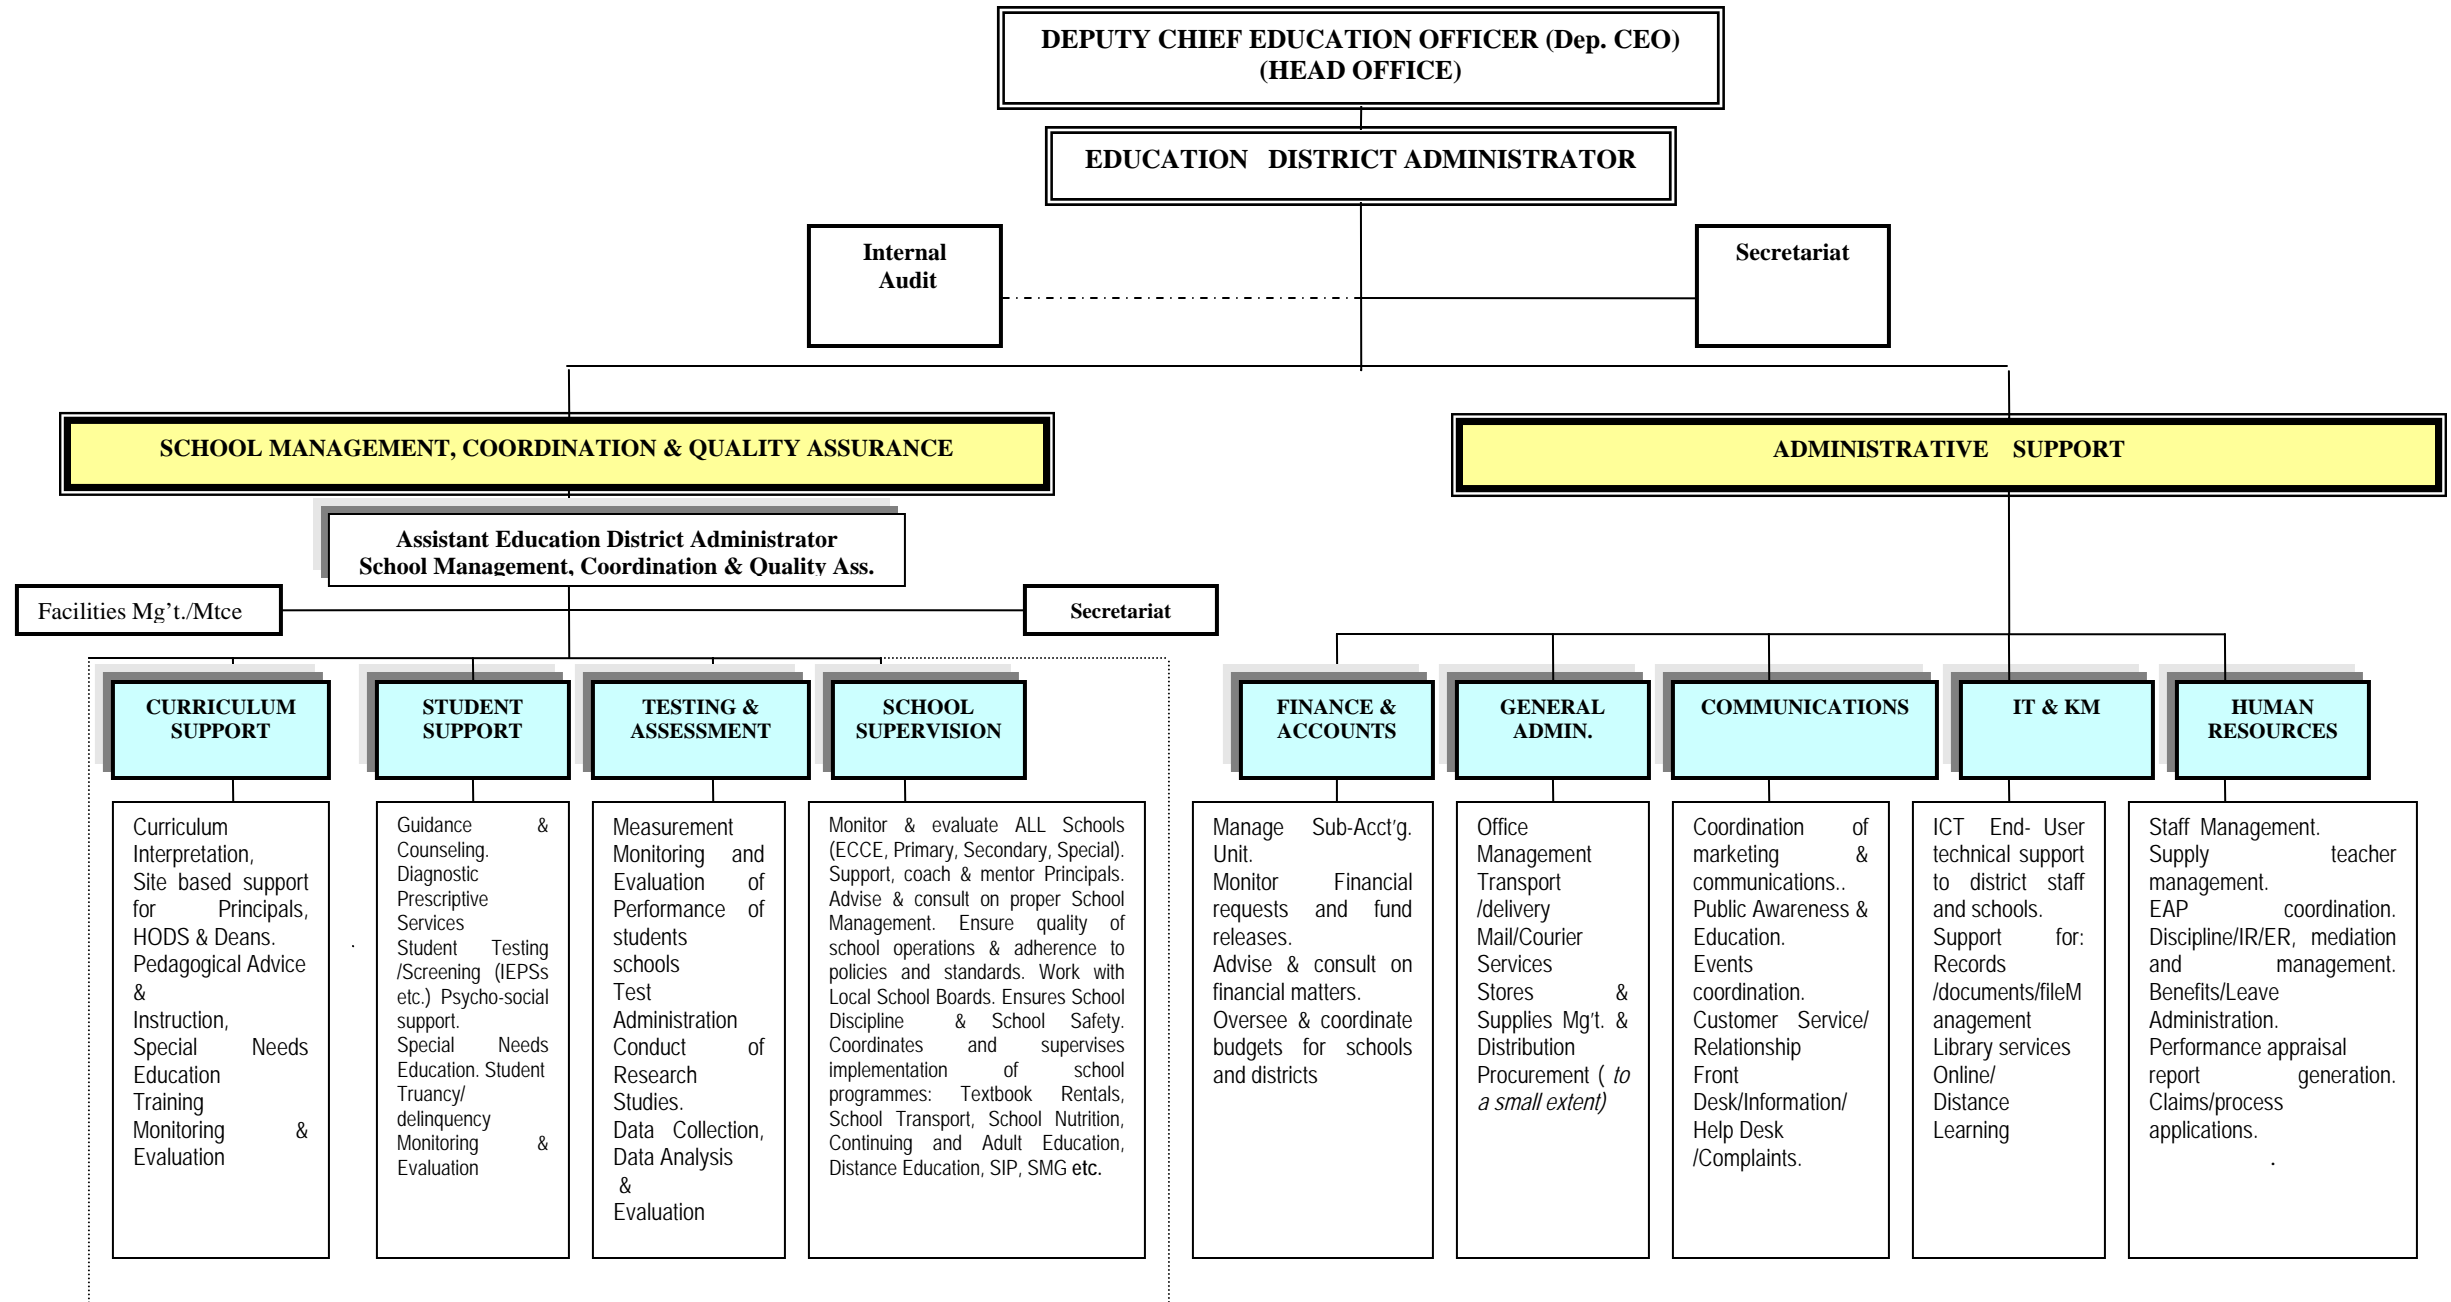 DEPUTY CHIEF EDUCATION OFFICER (Dep. CEO)
(HEAD OFFICE)
EDUCATION DISTRICT ADMINISTRATOR
Internal
Audit
Secretariat
SCHOOL MANAGEMENT, COORDINATION & QUALITY ASSURANCE
ADMINISTRATIVE SUPPORT
Assistant Education District Administrator
School Management, Coordination & Quality Ass.
Facilities Mg’t./Mtce
Secretariat
CURRICULUM
SUPPORT
STUDENT
SUPPORT
TESTING &
ASSESSMENT
SCHOOL
SUPERVISION
FINANCE &
ACCOUNTS
GENERAL
ADMIN.
COMMUNICATIONS
IT & KM
HUMAN
RESOURCES
Curriculum
Interpretation,
Site based support
for Principals,
HODS & Deans.
Pedagogical Advice
&
Instruction,
Special Needs
Education
Training
Monitoring &
Evaluation
.
Guidance &
Counseling.
Diagnostic
Prescriptive
Services
Student Testing
/Screening (IEPSs
etc.) Psycho-social
support.
Special Needs
Education. Student
Truancy/
delinquency
Monitoring &
Evaluation
Measurement
Monitoring and
Evaluation of
Performance of
students
schools
Test
Administration
Conduct of
Research
Studies.
Data Collection,
Data Analysis
&
Evaluation
Monitor & evaluate ALL Schools
(ECCE, Primary, Secondary, Special).
Support, coach & mentor Principals.
Advise & consult on proper School
Management. Ensure quality of
school operations & adherence to
policies and standards. Work with
Local School Boards. Ensures School
Discipline & School Safety.
Coordinates and supervises
implementation of school
programmes: Textbook Rentals,
School Transport, School Nutrition,
Continuing and Adult Education,
Distance Education, SIP, SMG etc.
Manage Sub-Acct’g.
Unit.
Monitor Financial
requests and fund
releases.
Advise & consult on
financial matters.
Oversee & coordinate
budgets for schools
and districts
Office
Management
Transport
/delivery
Mail/Courier
Services
Stores &
Supplies Mg’t. &
Distribution
Procurement ( to
a small extent)
Coordination of
marketing &
communications..
Public Awareness &
Education.
Events
coordination.
Customer Service/
Relationship
Front
Desk/Information/
Help Desk
/Complaints.
ICT End- User
technical support
to district staff
and schools.
Support for:
Records
/documents/fileM
anagement
Library services
Online/
Distance
Learning
Staff Management.
Supply teacher
management.
EAP coordination.
Discipline/IR/ER, mediation
and management.
Benefits/Leave
Administration.
Performance appraisal
report generation.
Claims/process
applications.
.